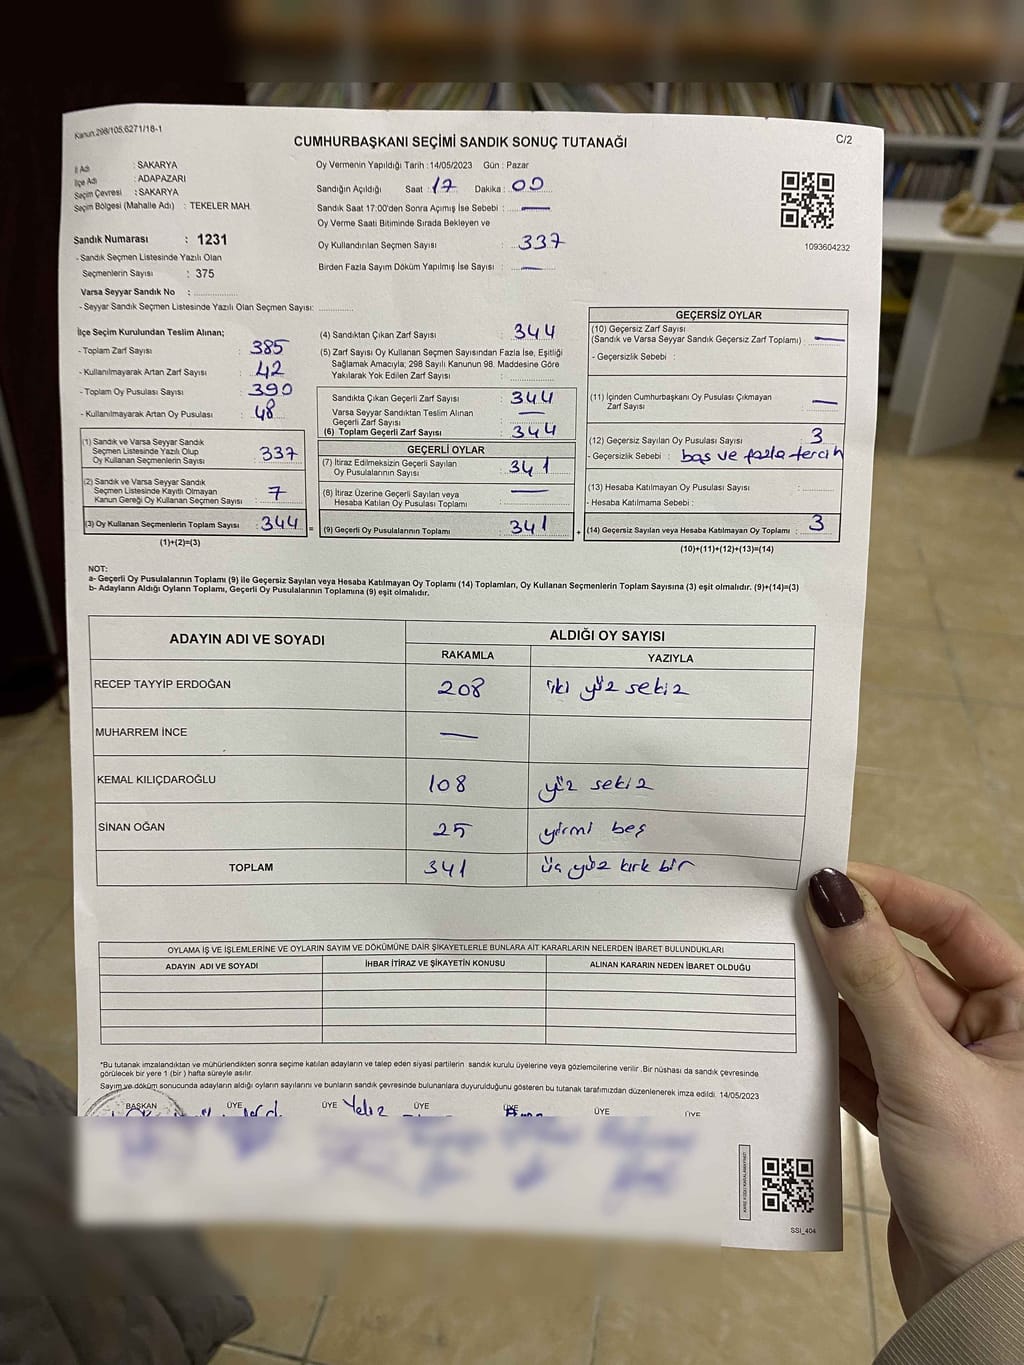 Kanun.298/105;6271/18-1
CUMHURBAŞKANI SEÇİMİ SANDIK SONUÇ TUTANAĞI
C/2
İl Adı : SAKARYA
İlçe Adı : ADAPAZARI
Seçim Çevresi : SAKARYA
Seçim Bölgesi (Mahalle Adı) : TEKELER MAH.
Oy Vermenin Yapıldığı Tarih :14/05/2023 Gün : Pazar
Sandığın Açıldığı Saat : 17 Dakika : 00
Sandık Saat 17:00'den Sonra Açımış İse Sebebi : —
Oy Verme Saati Bitiminde Sırada Bekleyen ve
Oy Kullandırılan Seçmen Sayısı : 337
Birden Fazla Sayım Döküm Yapılmış İse Sayısı : —
1093604232
Sandık Numarası : 1231
- Sandık Seçmen Listesinde Yazılı Olan
Seçmenlerin Sayısı : 375
Varsa Seyyar Sandık No :
- Seyyar Sandık Seçmen Listesinde Yazılı Olan Seçmen Sayısı:
İlçe Seçim Kurulundan Teslim Alınan;
- Toplam Zarf Sayısı : 385
- Kullanılmayarak Artan Zarf Sayısı : 42
- Toplam Oy Pusulası Sayısı : 390
- Kullanılmayarak Artan Oy Pusulası : 48
(1) Sandık ve Varsa Seyyar Sandık
Seçmen Listesinde Yazılı Olup
Oy Kullanan Seçmenlerin Sayısı : 337
(2) Sandık ve Varsa Seyyar Sandık
Seçmen Listesinde Kayıtlı Olmayan
Kanun Gereği Oy Kullanan Seçmen Sayısı : 7
(3) Oy Kullanan Seçmenlerin Toplam Sayısı : 344 =
(1)+(2)=(3)
(4) Sandıktan Çıkan Zarf Sayısı : 344
(5) Zarf Sayısı Oy Kullanan Seçmen Sayısından Fazla İse, Eşitliği
Sağlamak Amacıyla; 298 Sayılı Kanunun 98. Maddesine Göre
Yakılarak Yok Edilen Zarf Sayısı :
Sandıkta Çıkan Geçerli Zarf Sayısı : 344
Varsa Seyyar Sandıktan Teslim Alınan
Geçerli Zarf Sayısı : —
(6) Toplam Geçerli Zarf Sayısı : 344
GEÇERLİ OYLAR
(7) İtiraz Edilmeksizin Geçerli Sayılan
Oy Pusulalarının Sayısı : 341
(8) İtiraz Üzerine Geçerli Sayılan veya
Hesaba Katılan Oy Pusulası Toplamı : —
(9) Geçerli Oy Pusulalarının Toplamı : 341 +
GEÇERSİZ OYLAR
(10) Geçersiz Zarf Sayısı
(Sandık ve Varsa Seyyar Sandık Geçersiz Zarf Toplamı) : —
- Geçersizlik Sebebi :
(11) İçinden Cumhurbaşkanı Oy Pusulası Çıkmayan
Zarf Sayısı : —
(12) Geçersiz Sayılan Oy Pusulası Sayısı : 3
- Geçersizlik Sebebi : boş ve fazla tercih
(13) Hesaba Katılmayan Oy Pusulası Sayısı :
- Hesaba Katılmama Sebebi :
(14) Geçersiz Sayılan veya Hesaba Katılmayan Oy Toplamı : 3
(10)+(11)+(12)+(13)=(14)
NOT:
a- Geçerli Oy Pusulalarının Toplamı (9) ile Geçersiz Sayılan veya Hesaba Katılmayan Oy Toplamı (14) Toplamları, Oy Kullanan Seçmenlerin Toplam Sayısına (3) eşit olmalıdır. (9)+(14)=(3)
b- Adayların Aldığı Oyların Toplamı, Geçerli Oy Pusulalarının Toplamına (9) eşit olmalıdır.
ADAYIN ADI VE SOYADI ALDIĞI OY SAYISI
RAKAMLA YAZIYLA
RECEP TAYYİP ERDOĞAN 208 iki yüz sekiz
MUHARREM İNCE —
KEMAL KILIÇDAROĞLU 108 yüz sekiz
SİNAN OĞAN 25 yirmi beş
TOPLAM 341 üç yüz kırk bir
OYLAMA İŞ VE İŞLEMLERİNE VE OYLARIN SAYIM VE DÖKÜMÜNE DAİR ŞİKAYETLERLE BUNLARA AİT KARARLARIN NELERDEN İBARET BULUNDUKLARI
ADAYIN ADI VE SOYADI İHBAR İTİRAZ VE ŞİKAYETİN KONUSU ALINAN KARARIN NEDEN İBARET OLDUĞU
*Bu tutanak imzalandıktan ve mühürlendikten sonra seçime katılan adayların ve talep eden siyasi partilerin sandık kurulu üyelerine veya gözlemcilerine verilir .Bir nüshası da sandık çevresinde
görülecek bir yere 1 (bir ) hafta süreyle asılır.
Sayım ve döküm sonucunda adayların aldığı oyların sayılarını ve bunların sandık çevresinde bulunanlara duyurulduğunu gösteren bu tutanak tarafımızdan düzenlenerek imza edildi. 14/05/2023
BAŞKAN ÜYE ÜYE Yeliz ÜYE ÜYE ÜYE ÜYE
SSI_404